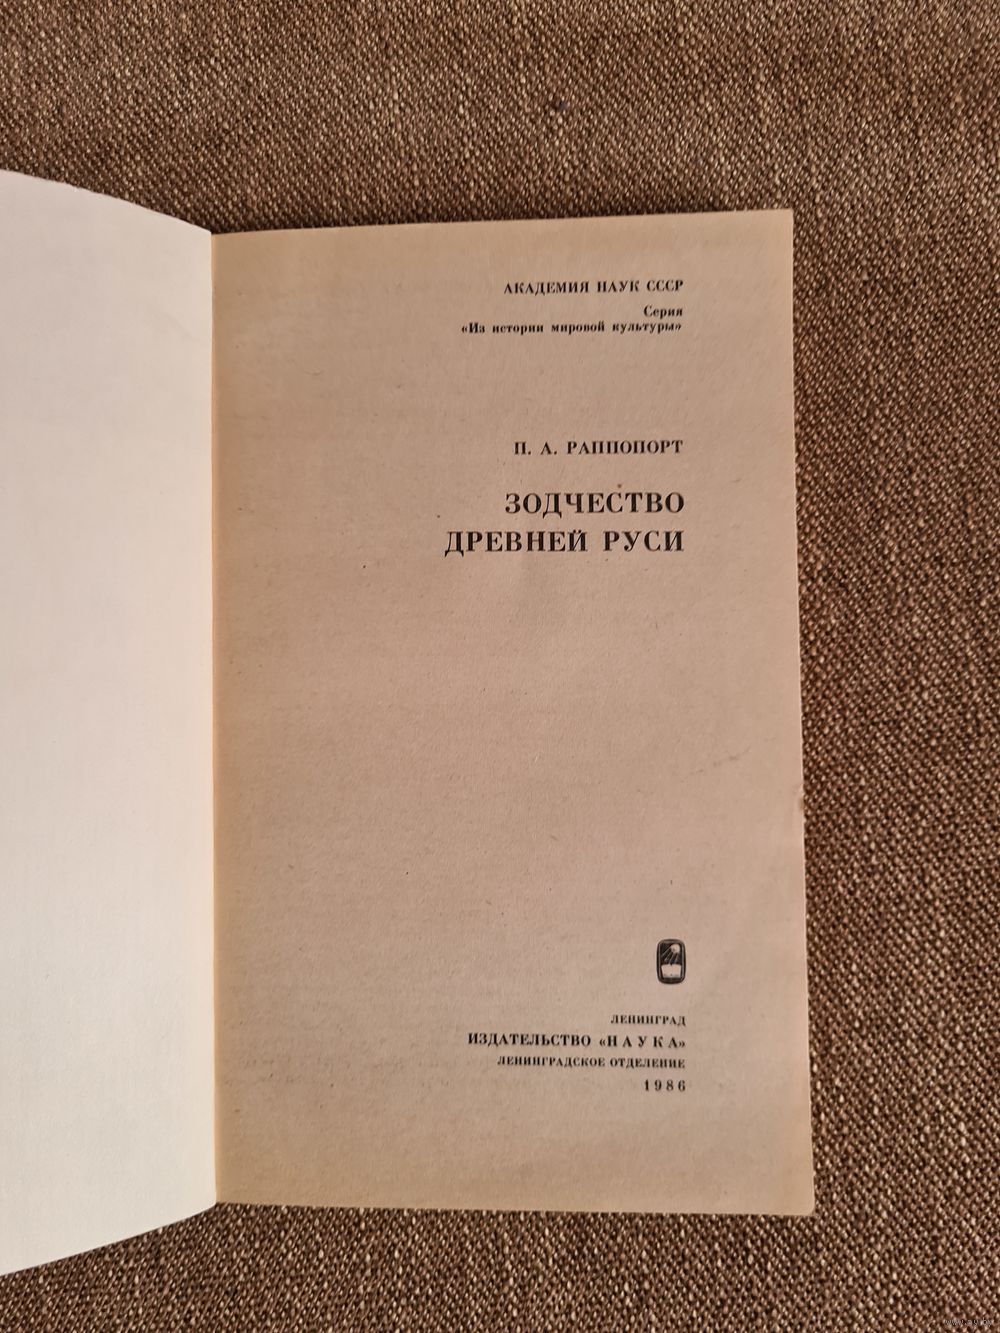 АКАДЕМИЯ НАУК СССР
Серия
«Из истории мировой культуры»
П. А. РАППОПОРТ
ЗОДЧЕСТВО
ДРЕВНЕЙ РУСИ
ЛЕНИНГРАД
ИЗДАТЕЛЬСТВО «НАУКА»
ЛЕНИНГРАДСКОЕ ОТДЕЛЕНИЕ
1986